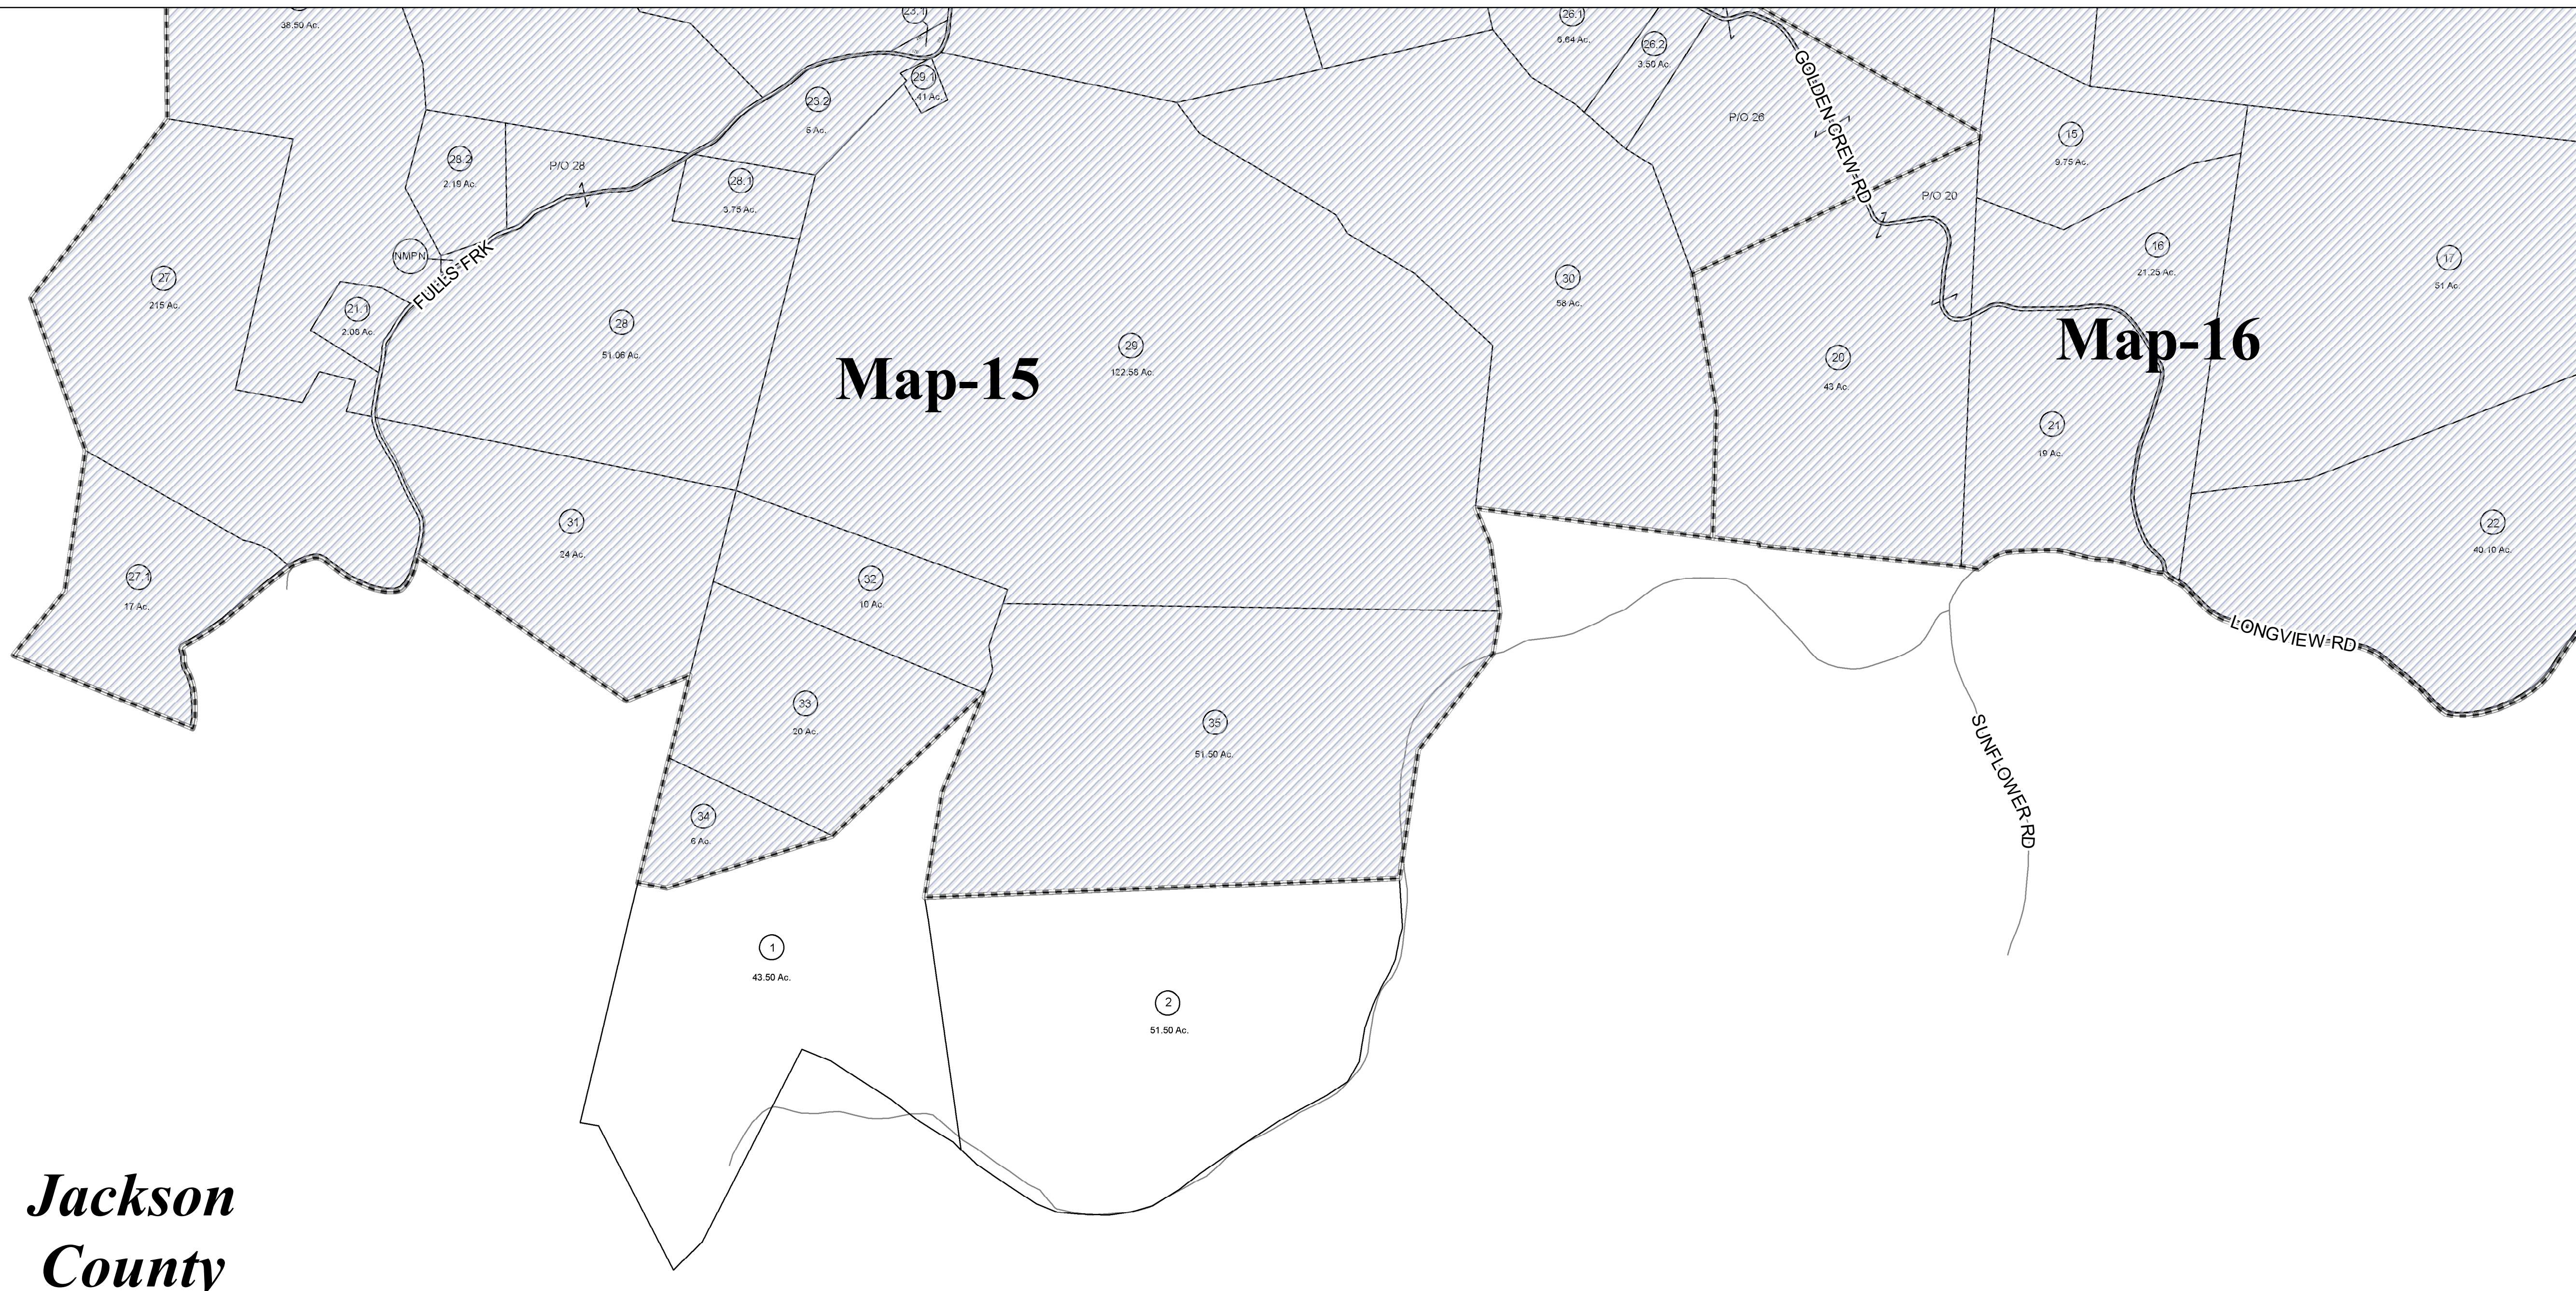 38.50 Ac.
23.1
26.1
6.64 Ac.
26.2
3.50 Ac.
29.1
.41 Ac.
23.2
5 Ac.
GOLDEN CREW RD
P/O 26
15
9.75 Ac.
28.2
2.19 Ac.
P/O 28
28.1
3.75 Ac.
P/O 20
NMPN
FULLS FRK
27
215 Ac.
21.1
2.06 Ac.
28
51.06 Ac.
Map-15
29
122.58 Ac.
30
58 Ac.
16
21.25 Ac.
17
51 Ac.
Map-16
20
43 Ac.
21
19 Ac.
31
24 Ac.
22
40.10 Ac.
27.1
17 Ac.
32
10 Ac.
LONGVIEW RD
33
20 Ac.
35
51.50 Ac.
SUNFLOWER RD
34
6 Ac.
1
43.50 Ac.
2
51.50 Ac.
Jackson
County